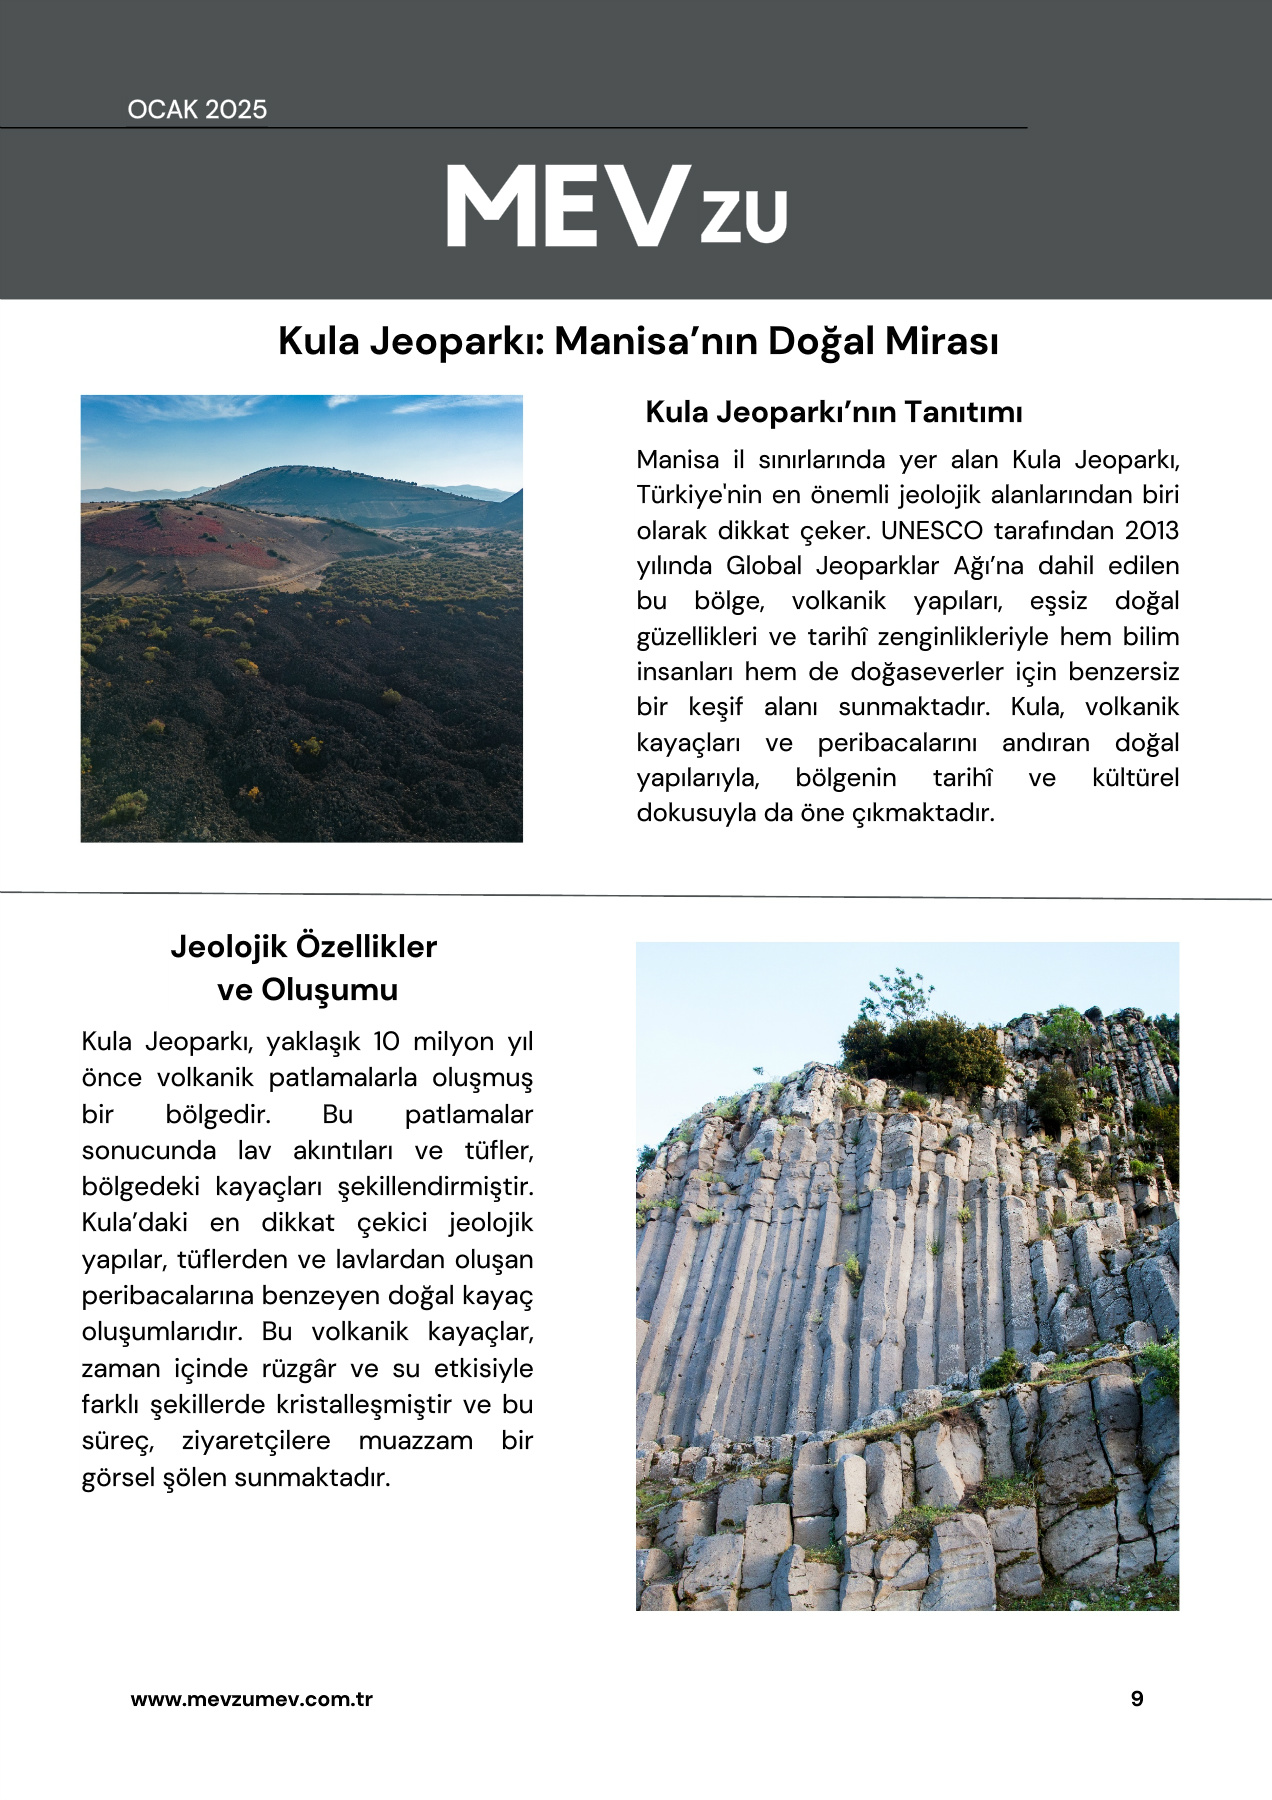 OCAK 2025
MEVzu
Kula Jeoparkı: Manisa’nın Doğal Mirası
Kula Jeoparkı’nın Tanıtımı
Manisa il sınırlarında yer alan Kula Jeoparkı,
Türkiye'nin en önemli jeolojik alanlarından biri
olarak dikkat çeker. UNESCO tarafından 2013
yılında Global Jeoparklar Ağı’na dahil edilen
bu bölge, volkanik yapıları, eşsiz doğal
güzellikleri ve tarihî zenginlikleriyle hem bilim
insanları hem de doğaseverler için benzersiz
bir keşif alanı sunmaktadır. Kula, volkanik
kayaçları ve peribacalarını andıran doğal
yapılarıyla, bölgenin tarihî ve kültürel
dokusuyla da öne çıkmaktadır.
Jeolojik Özellikler
ve Oluşumu
Kula Jeoparkı, yaklaşık 10 milyon yıl
önce volkanik patlamalarla oluşmuş
bir bölgedir. Bu patlamalar
sonucunda lav akıntıları ve tüfler,
bölgedeki kayaçları şekillendirmiştir.
Kula’daki en dikkat çekici jeolojik
yapılar, tüflerden ve lavlardan oluşan
peribacalarına benzeyen doğal kayaç
oluşumlarıdır. Bu volkanik kayaçlar,
zaman içinde rüzgâr ve su etkisiyle
farklı şekillerde kristalleşmiştir ve bu
süreç, ziyaretçilere muazzam bir
görsel şölen sunmaktadır.
www.mevzumev.com.tr
9